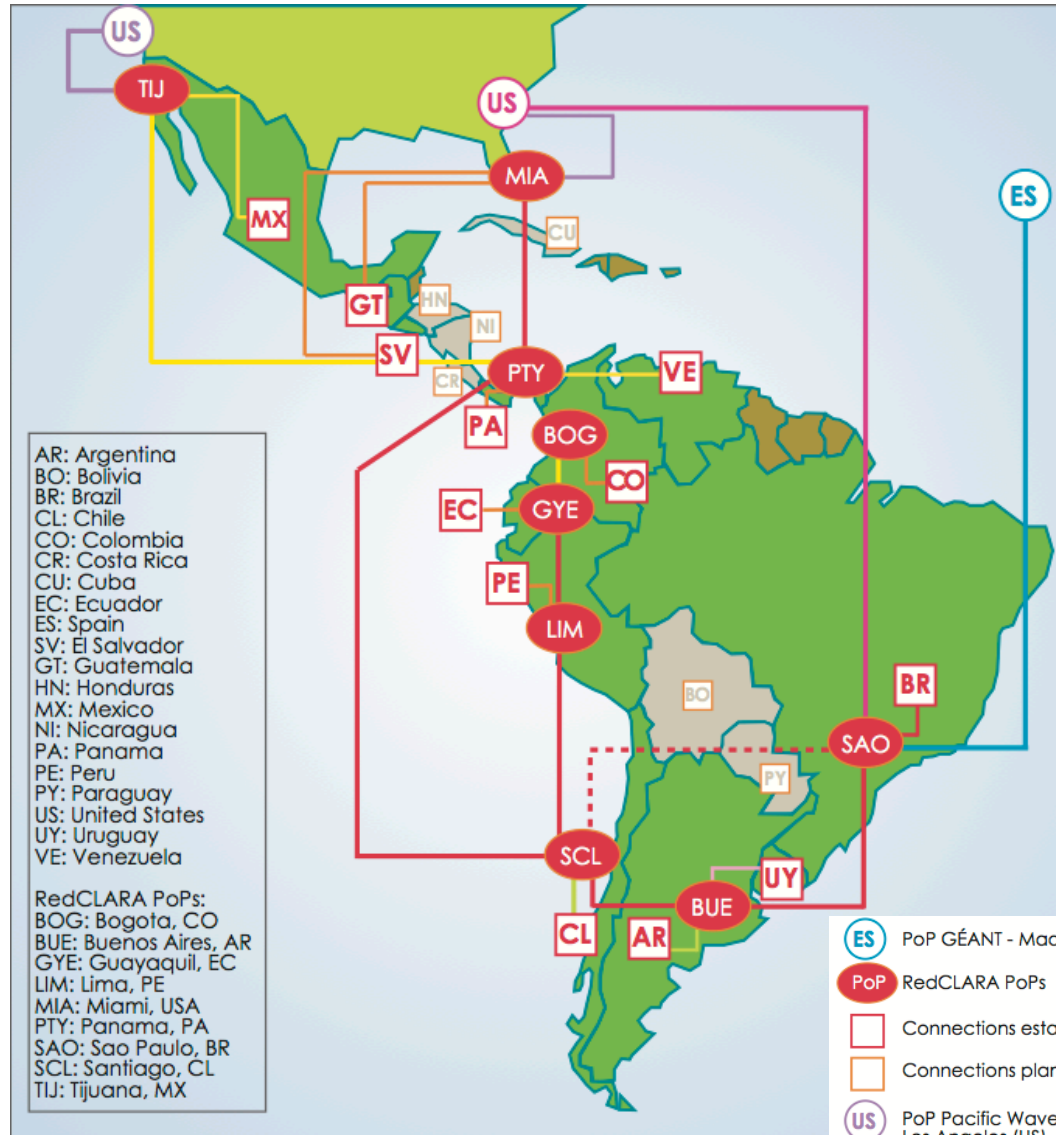 US
TIJ
US
MIA
ES
MX
CU
GT
HN
NI
SV
CR
PTY
VE
PA
BOG
CO
EC
GYE
PE
LIM
BO
BR
SAO
PY
SCL
UY
BUE
CL
AR
AR: Argentina
BO: Bolivia
BR: Brazil
CL: Chile
CO: Colombia
CR: Costa Rica
CU: Cuba
EC: Ecuador
ES: Spain
SV: El Salvador
GT: Guatemala
HN: Honduras
MX: Mexico
NI: Nicaragua
PA: Panama
PE: Peru
PY: Paraguay
US: United States
UY: Uruguay
VE: Venezuela
RedCLARA PoPs:
BOG: Bogota, CO
BUE: Buenos Aires, AR
GYE: Guayaquil, EC
LIM: Lima, PE
MIA: Miami, USA
PTY: Panama, PA
SAO: Sao Paulo, BR
SCL: Santiago, CL
TIJ: Tijuana, MX
ES PoP GÉANT - Mad
PoP RedCLARA PoPs
Connections esta
Connections plan
US PoP Pacific Wave
Los Angeles (US)